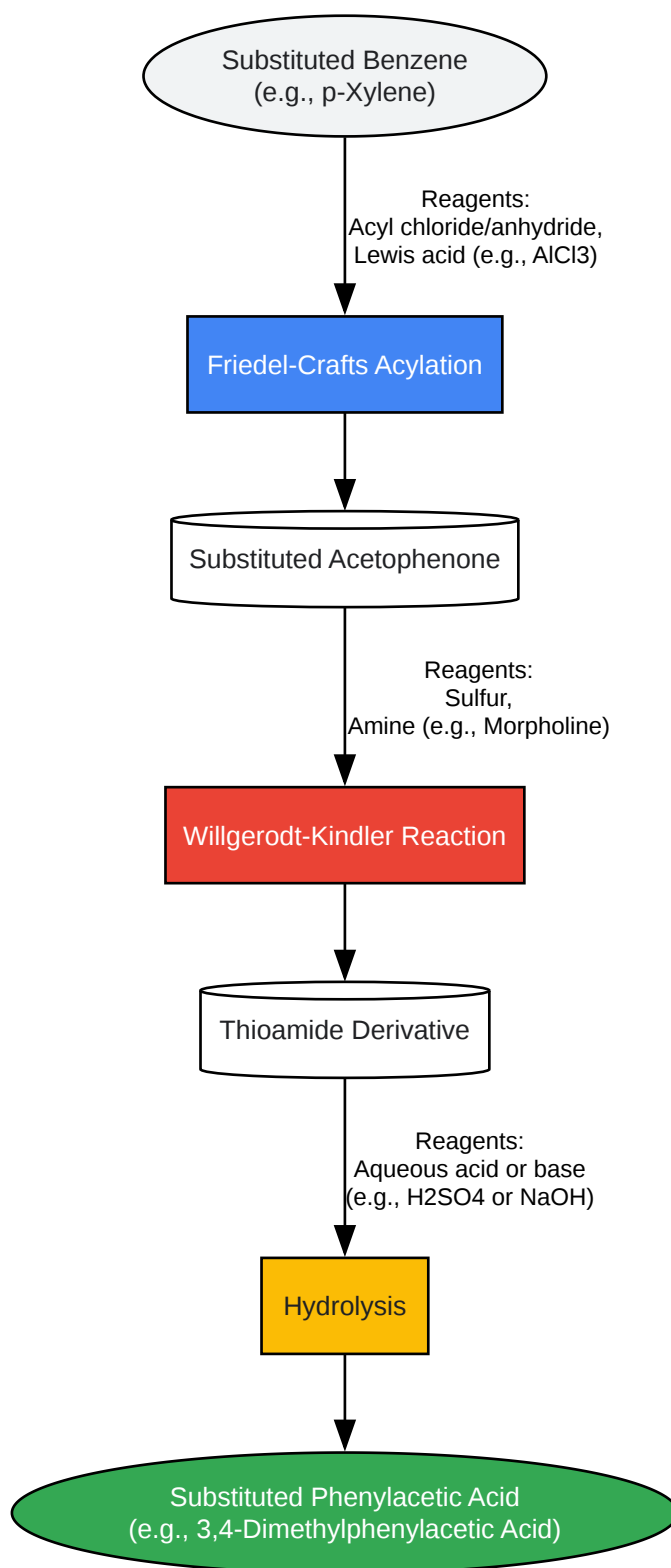 Substituted Benzene
(e.g., p-Xylene)
Reagents:
Acyl chloride/anhydride,
Lewis acid (e.g., AlCl3)
Friedel-Crafts Acylation
Substituted Acetophenone
Reagents:
Sulfur,
Amine (e.g., Morpholine)
Willgerodt-Kindler Reaction
Thioamide Derivative
Reagents:
Aqueous acid or base
(e.g., H2SO4 or NaOH)
Hydrolysis
Substituted Phenylacetic Acid
(e.g., 3,4-Dimethylphenylacetic Acid)